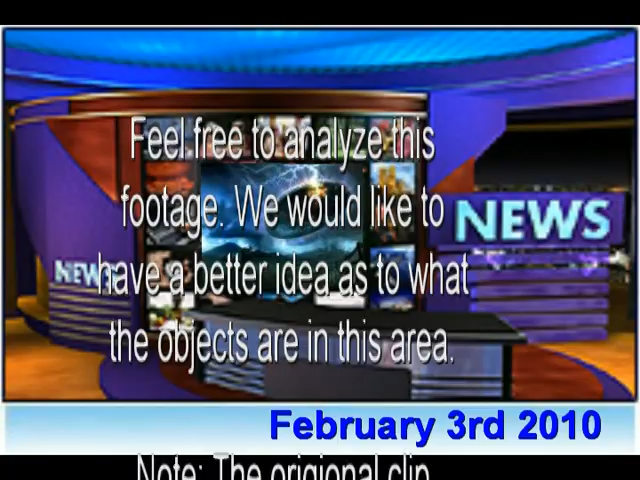 Feel free to analyze this
footage. We would like to
NEWS
have a better idea as to what
NEWS
the objects are in this area.
February 3rd 2010
Note: The origional clip